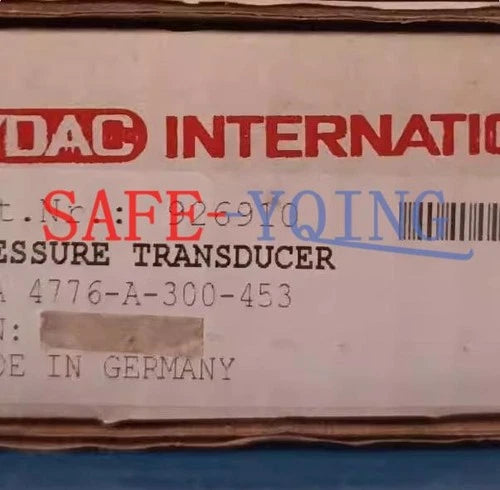 YDAC INTERNATIO
t.Nr.: 926910
SAFE-YQING
ESSURE TRANSDUCER
A 4776-A-300-453
N:
DE IN GERMANY